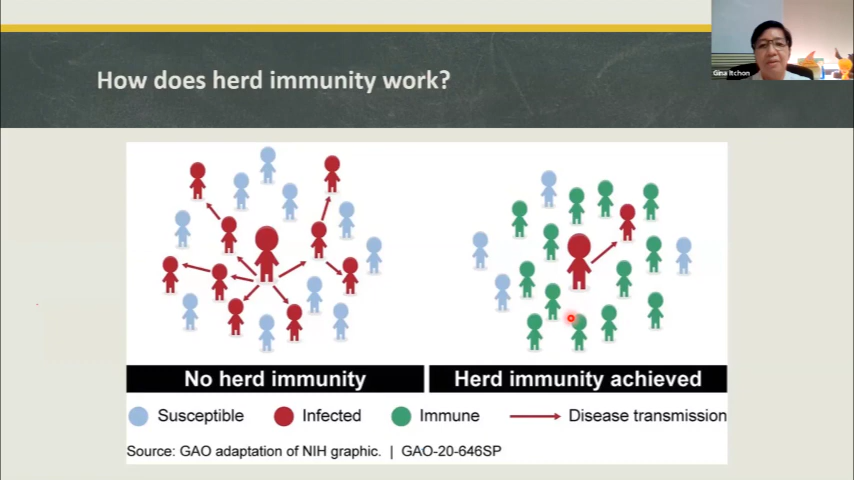 How does herd immunity work?
Gina Itchon
No herd immunity
Herd immunity achieved
Susceptible
Infected
Immune
Disease transmission
Source: GAO adaptation of NIH graphic. | GAO-20-646SP